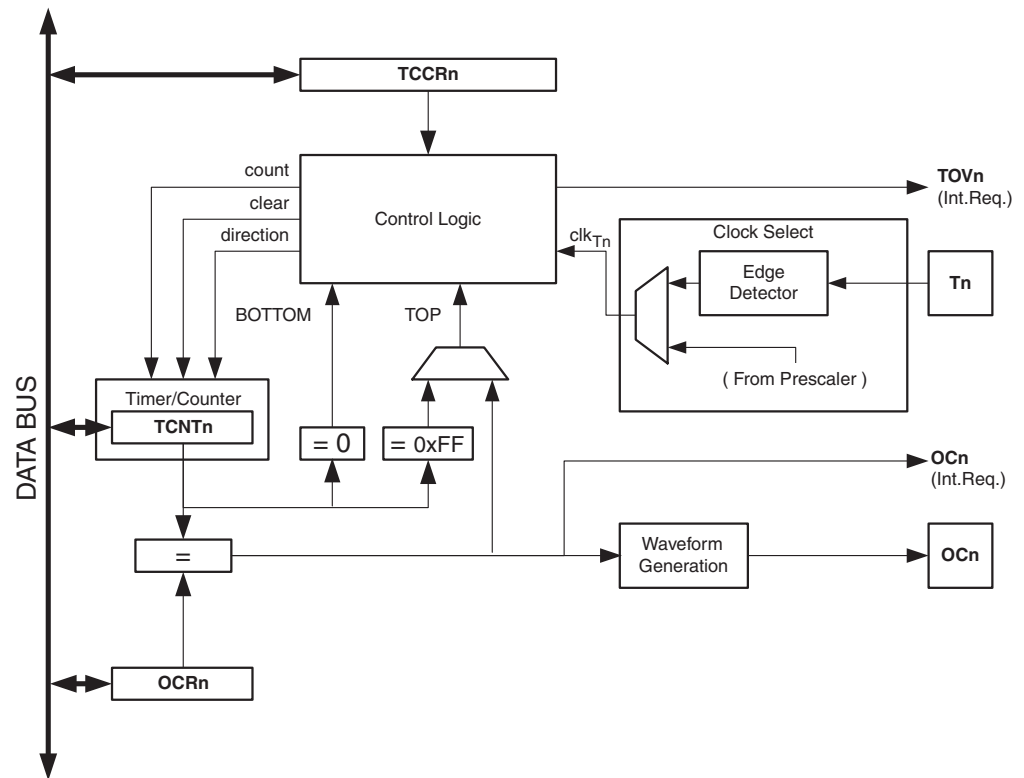 TCCRn
count
clear
direction
Control Logic
TOVn
(Int.Req.)
clkTn
Clock Select
Edge
Detector
Tn
BOTTOM
TOP
( From Prescaler )
DATA BUS
Timer/Counter
TCNTn
= 0
= 0xFF
OCn
(Int.Req.)
=
Waveform
Generation
OCn
OCRn